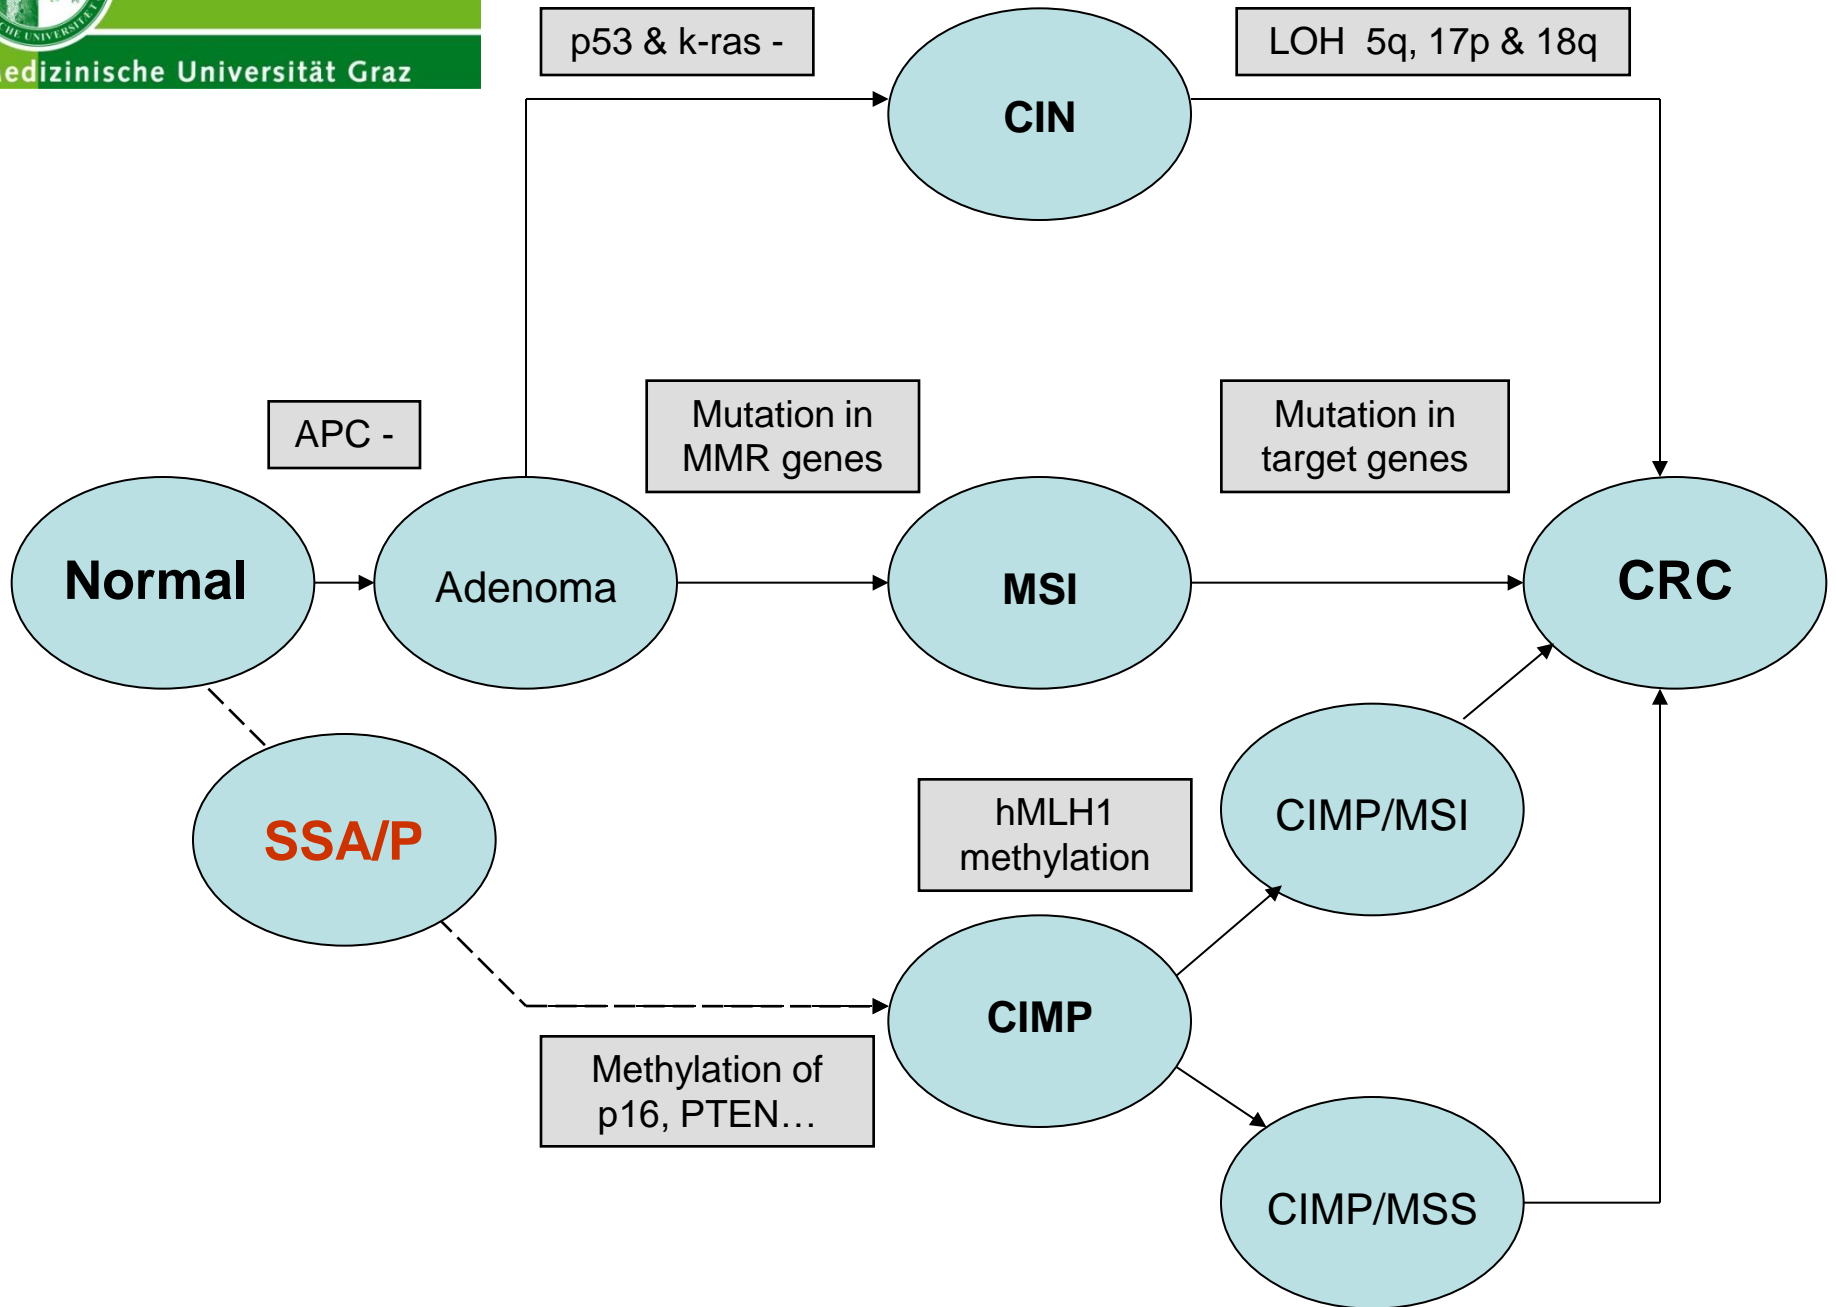 Medizinische Universität Graz
p53 & k-ras -
LOH 5q, 17p & 18q
CIN
APC -
Mutation in
MMR genes
Mutation in
target genes
Normal
Adenoma
MSI
CRC
SSA/P
hMLH1
methylation
CIMP/MSI
CIMP
Methylation of
p16, PTEN…
CIMP/MSS